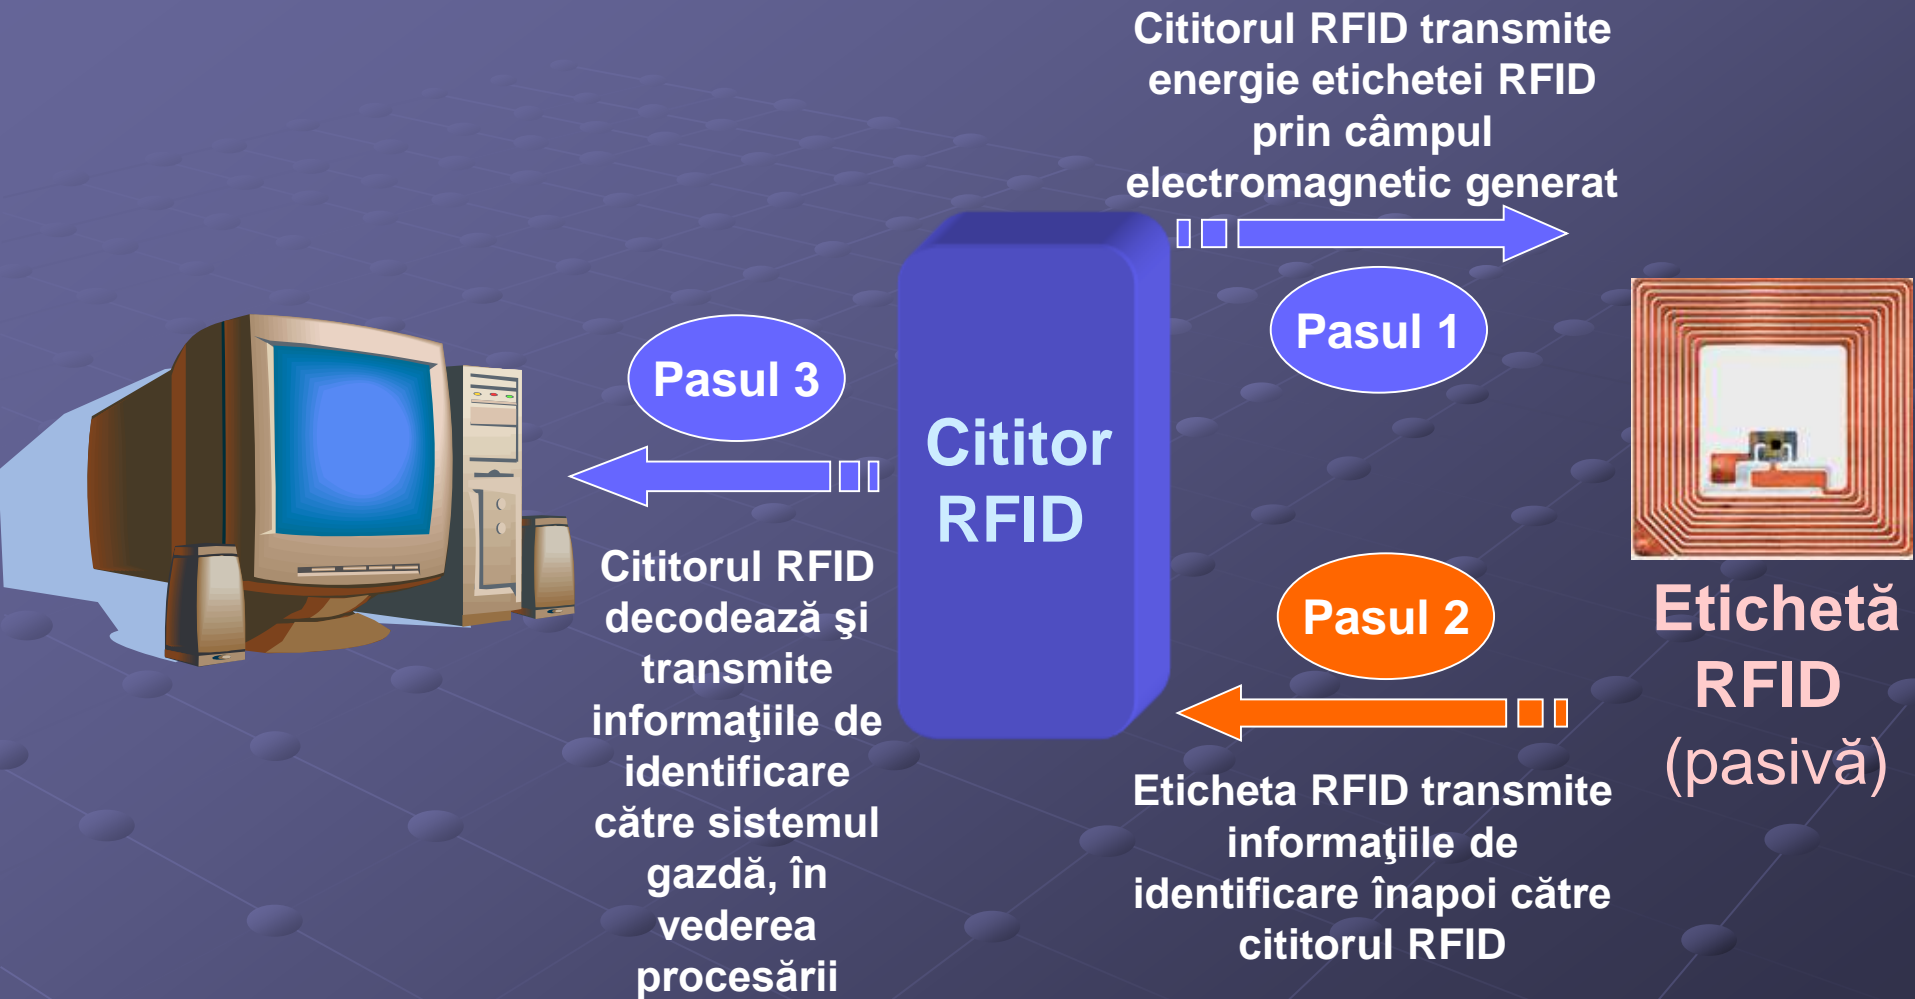 Cititorul RFID transmite
energie etichetei RFID
prin câmpul
electromagnetic generat
Pasul 1
Pasul 3
Cititor
RFID
Cititorul RFID
decodează şi
transmite
informaţiile de
identificare
către sistemul
gazdă, în
vederea
procesării
Pasul 2
Etichetă
RFID
(pasivă)
Eticheta RFID transmite
informaţiile de
identificare înapoi către
cititorul RFID